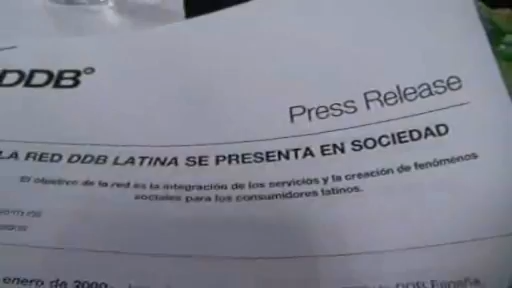 DDB°
Press Release
LA RED DDB LATINA SE PRESENTA EN SOCIEDAD
El objetivo de la red es la integración de los servicios y la creación de fenómenos
sociales para los consumidores latinos.
enero de 2009.
DDB España,